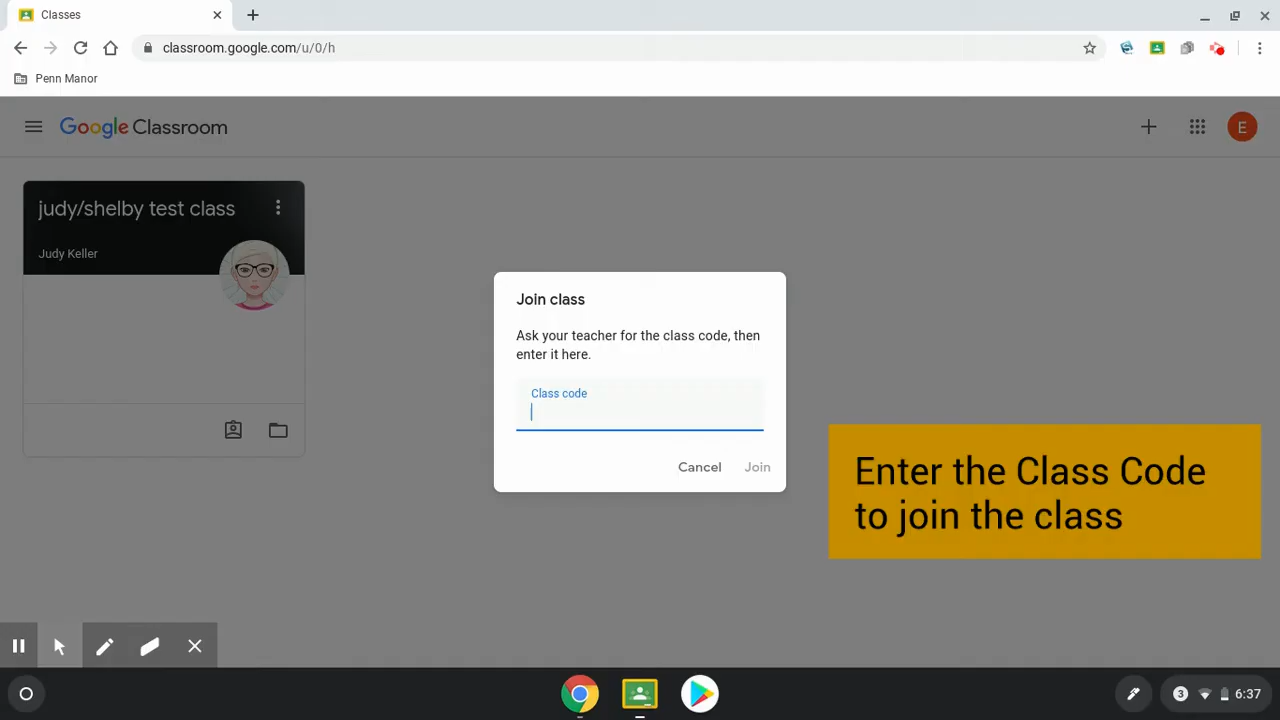 Classes
classroom.google.com/u/0/h
Penn Manor
Google Classroom
E
judy/shelby test class
Judy Keller
Join class
Ask your teacher for the class code, then
enter it here.
Class code
Cancel Join
Enter the Class Code
to join the class
3 6:37